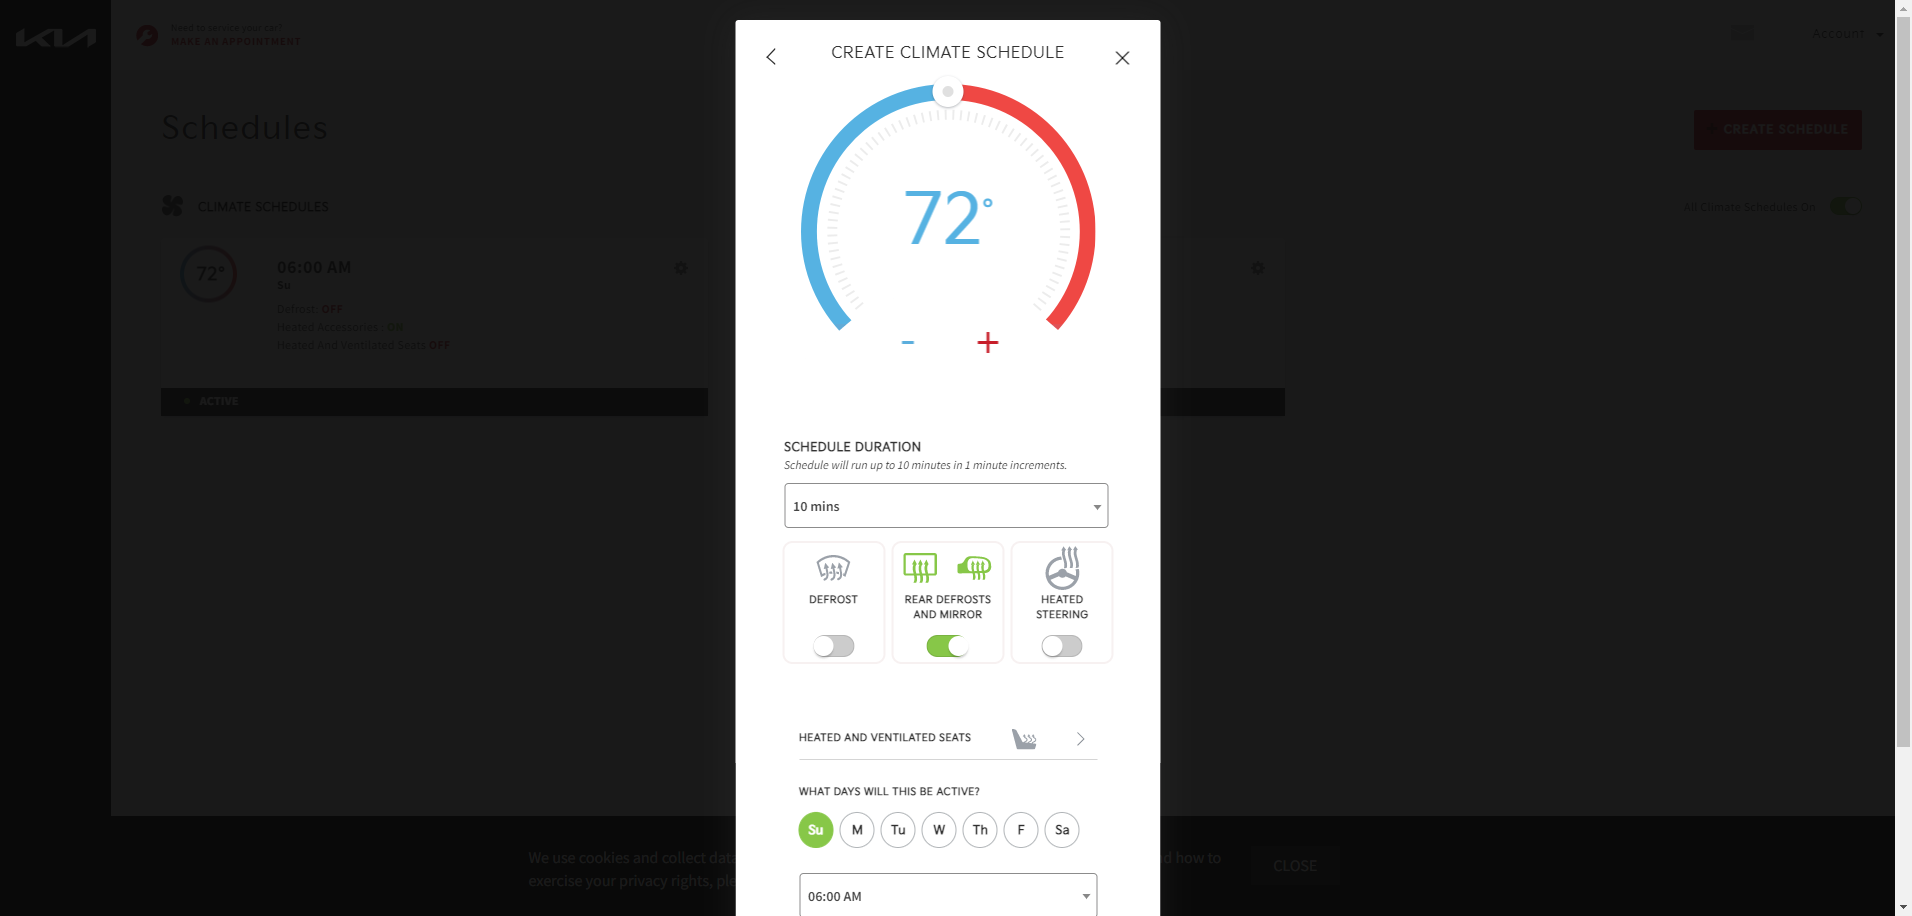 KIA
Need to service your car?
MAKE AN APPOINTMENT
Account
Schedules
CREATE SCHEDULE
CLIMATE SCHEDULES
All Climate Schedules On
72°
06:00 AM
Su
Defrost: OFF
Heated Accessories : ON
Heated And Ventilated Seats OFF
ACTIVE
CREATE CLIMATE SCHEDULE
72°
- +
SCHEDULE DURATION
Schedule will run up to 10 minutes in 1 minute increments.
10 mins
DEFROST
REAR DEFROSTS
AND MIRROR
HEATED
STEERING
HEATED AND VENTILATED SEATS
WHAT DAYS WILL THIS BE ACTIVE?
Su M Tu W Th F Sa
06:00 AM
We use cookies and collect
d how to
exercise your privacy rights,
CLOSE